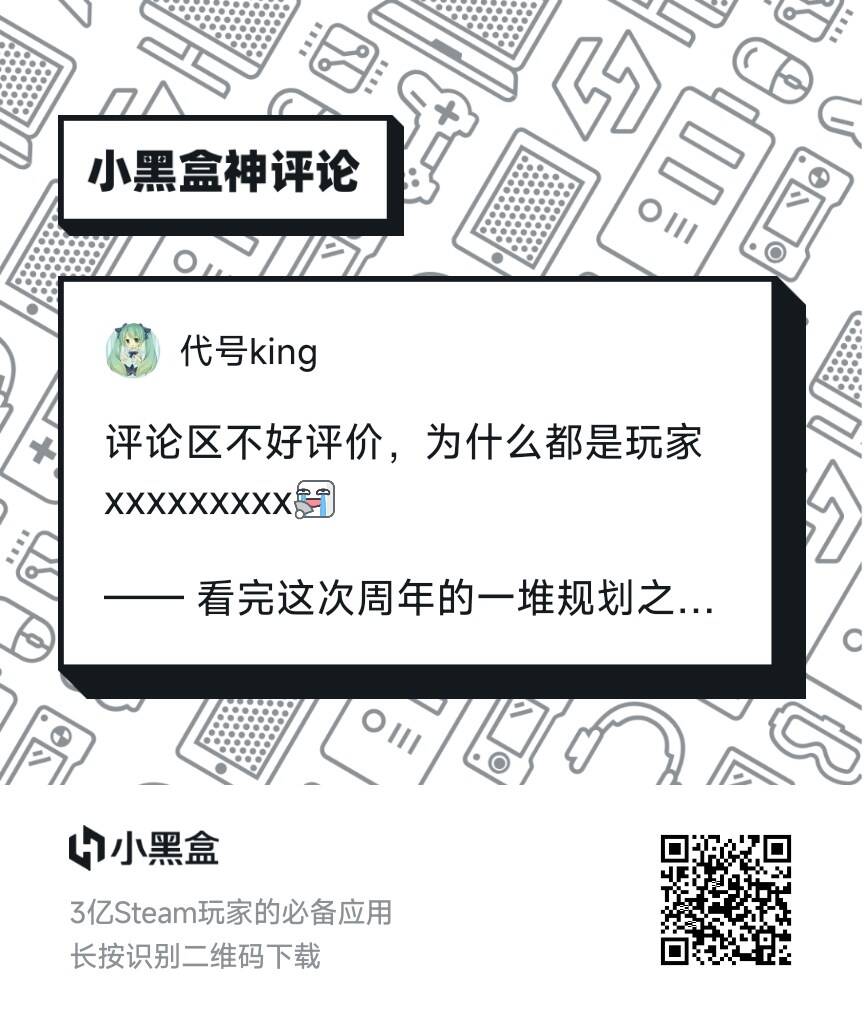 小黑盒神评论
代号king
评论区不好评价，为什么都是玩家
xxxxxxxxx
—— 看完这次周年的一堆规划之...
小黑盒
3亿Steam玩家的必备应用
长按识别二维码下载